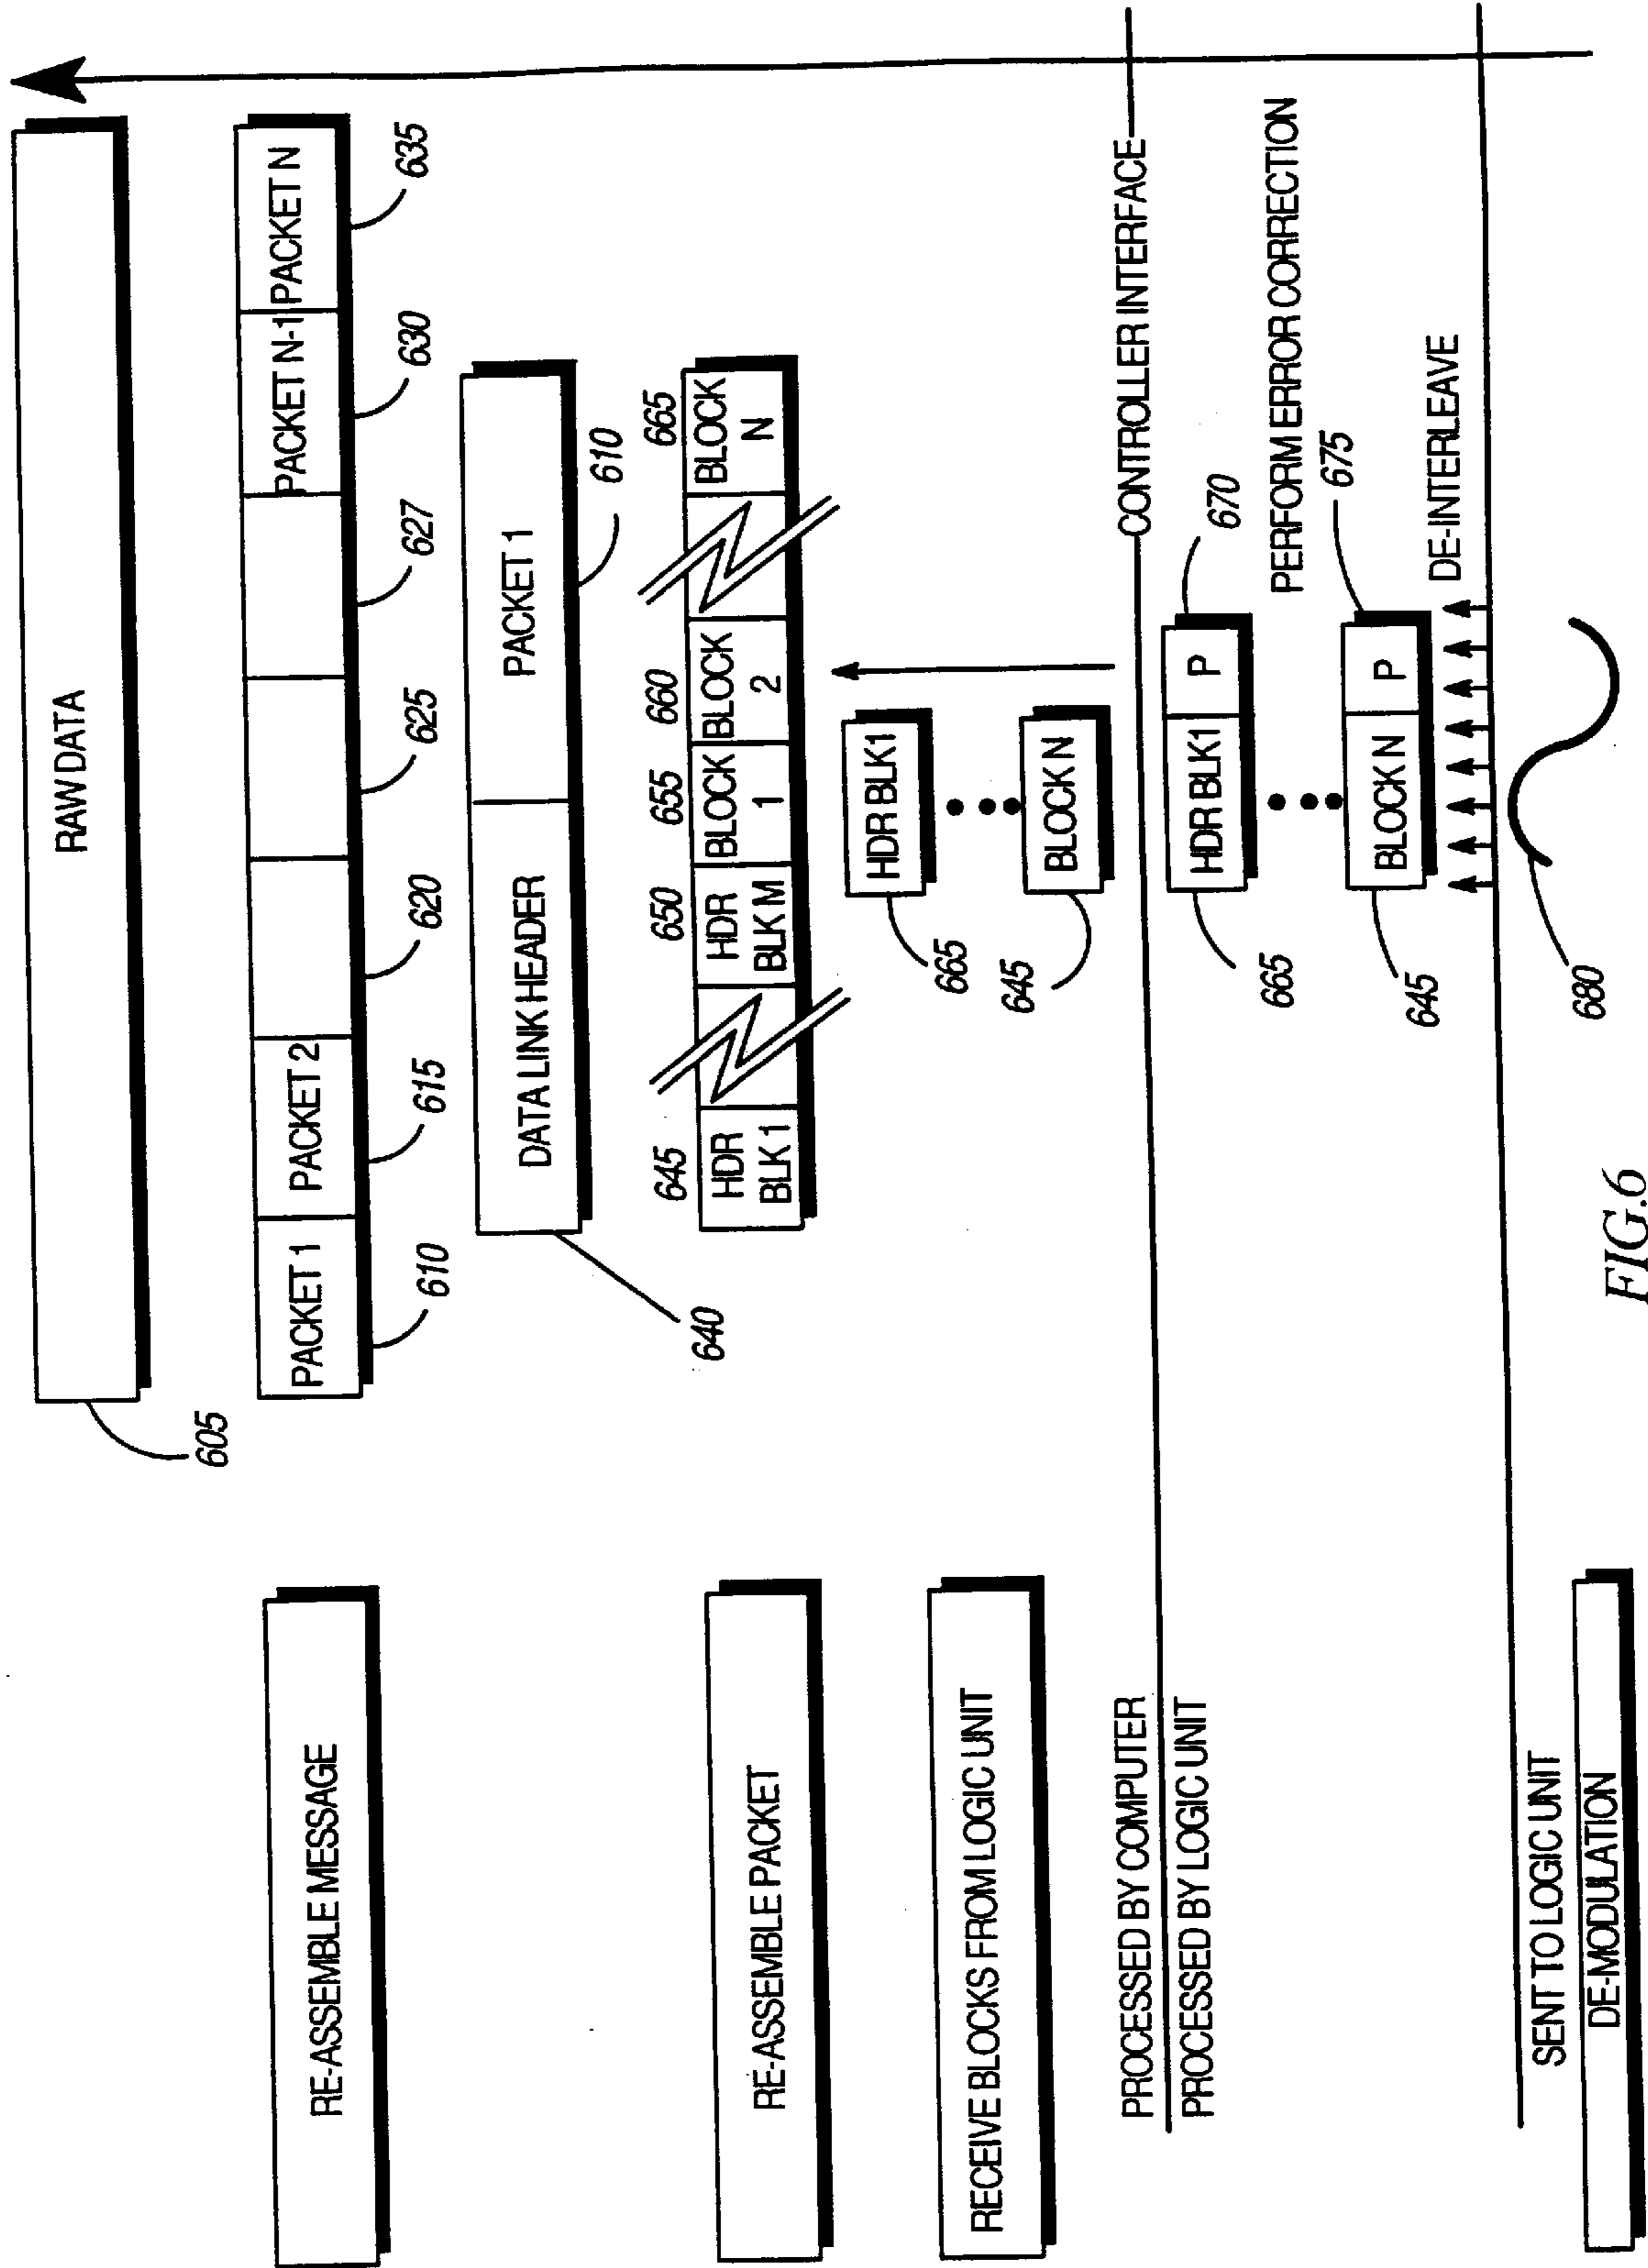 RAW DATA
605
RE-ASSEMBLE MESSAGE
PACKET 1
PACKET 2
PACKET N-1
PACKET N
610
615
620
625
627
630
635
DATA LINK HEADER
PACKET 1
640
610
RE-ASSEMBLE PACKET
645
650
655
660
665
HDR
BLK 1
HDR
BLK M
BLOCK
1
BLOCK
2
BLOCK
N
RECEIVE BLOCKS FROM LOGIC UNIT
HDR BLK1
665
BLOCK N
645
PROCESSED BY COMPUTER
CONTROLLER INTERFACE
PROCESSED BY LOGIC UNIT
HDR BLK1
P
670
665
PERFORM ERROR CORRECTION
BLOCK N
P
675
645
DE-INTERLEAVE
SENT TO LOGIC UNIT
DE-MODULATION
680
FIG.6